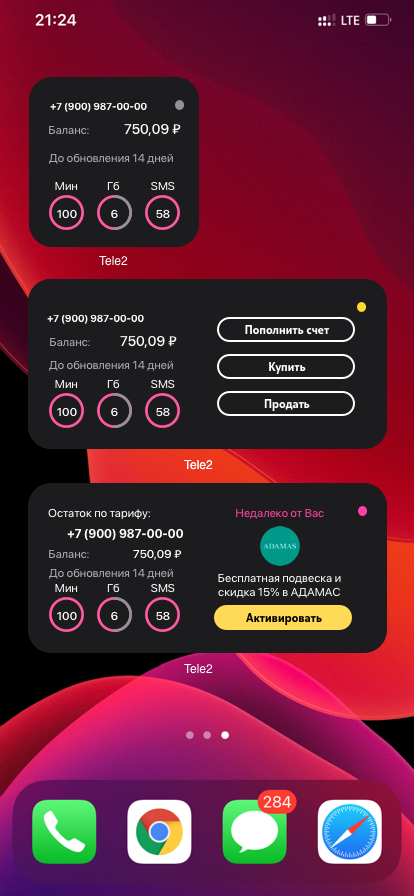 21:24
LTE
+7 (900) 987-00-00
Баланс: 750,09 ₽
До обновления 14 дней
Мин Гб SMS
100 6 58
Tele2
+7 (900) 987-00-00
Баланс: 750,09 ₽
До обновления 14 дней
Мин Гб SMS
100 6 58
Пополнить счет
Купить
Продать
Tele2
Остаток по тарифу:
+7 (900) 987-00-00
Баланс: 750,09 ₽
До обновления 14 дней
Мин Гб SMS
100 6 58
Недалеко от Вас
ADAMAS
Бесплатная подвеска и
скидка 15% в АДАМАС
Активировать
Tele2
284